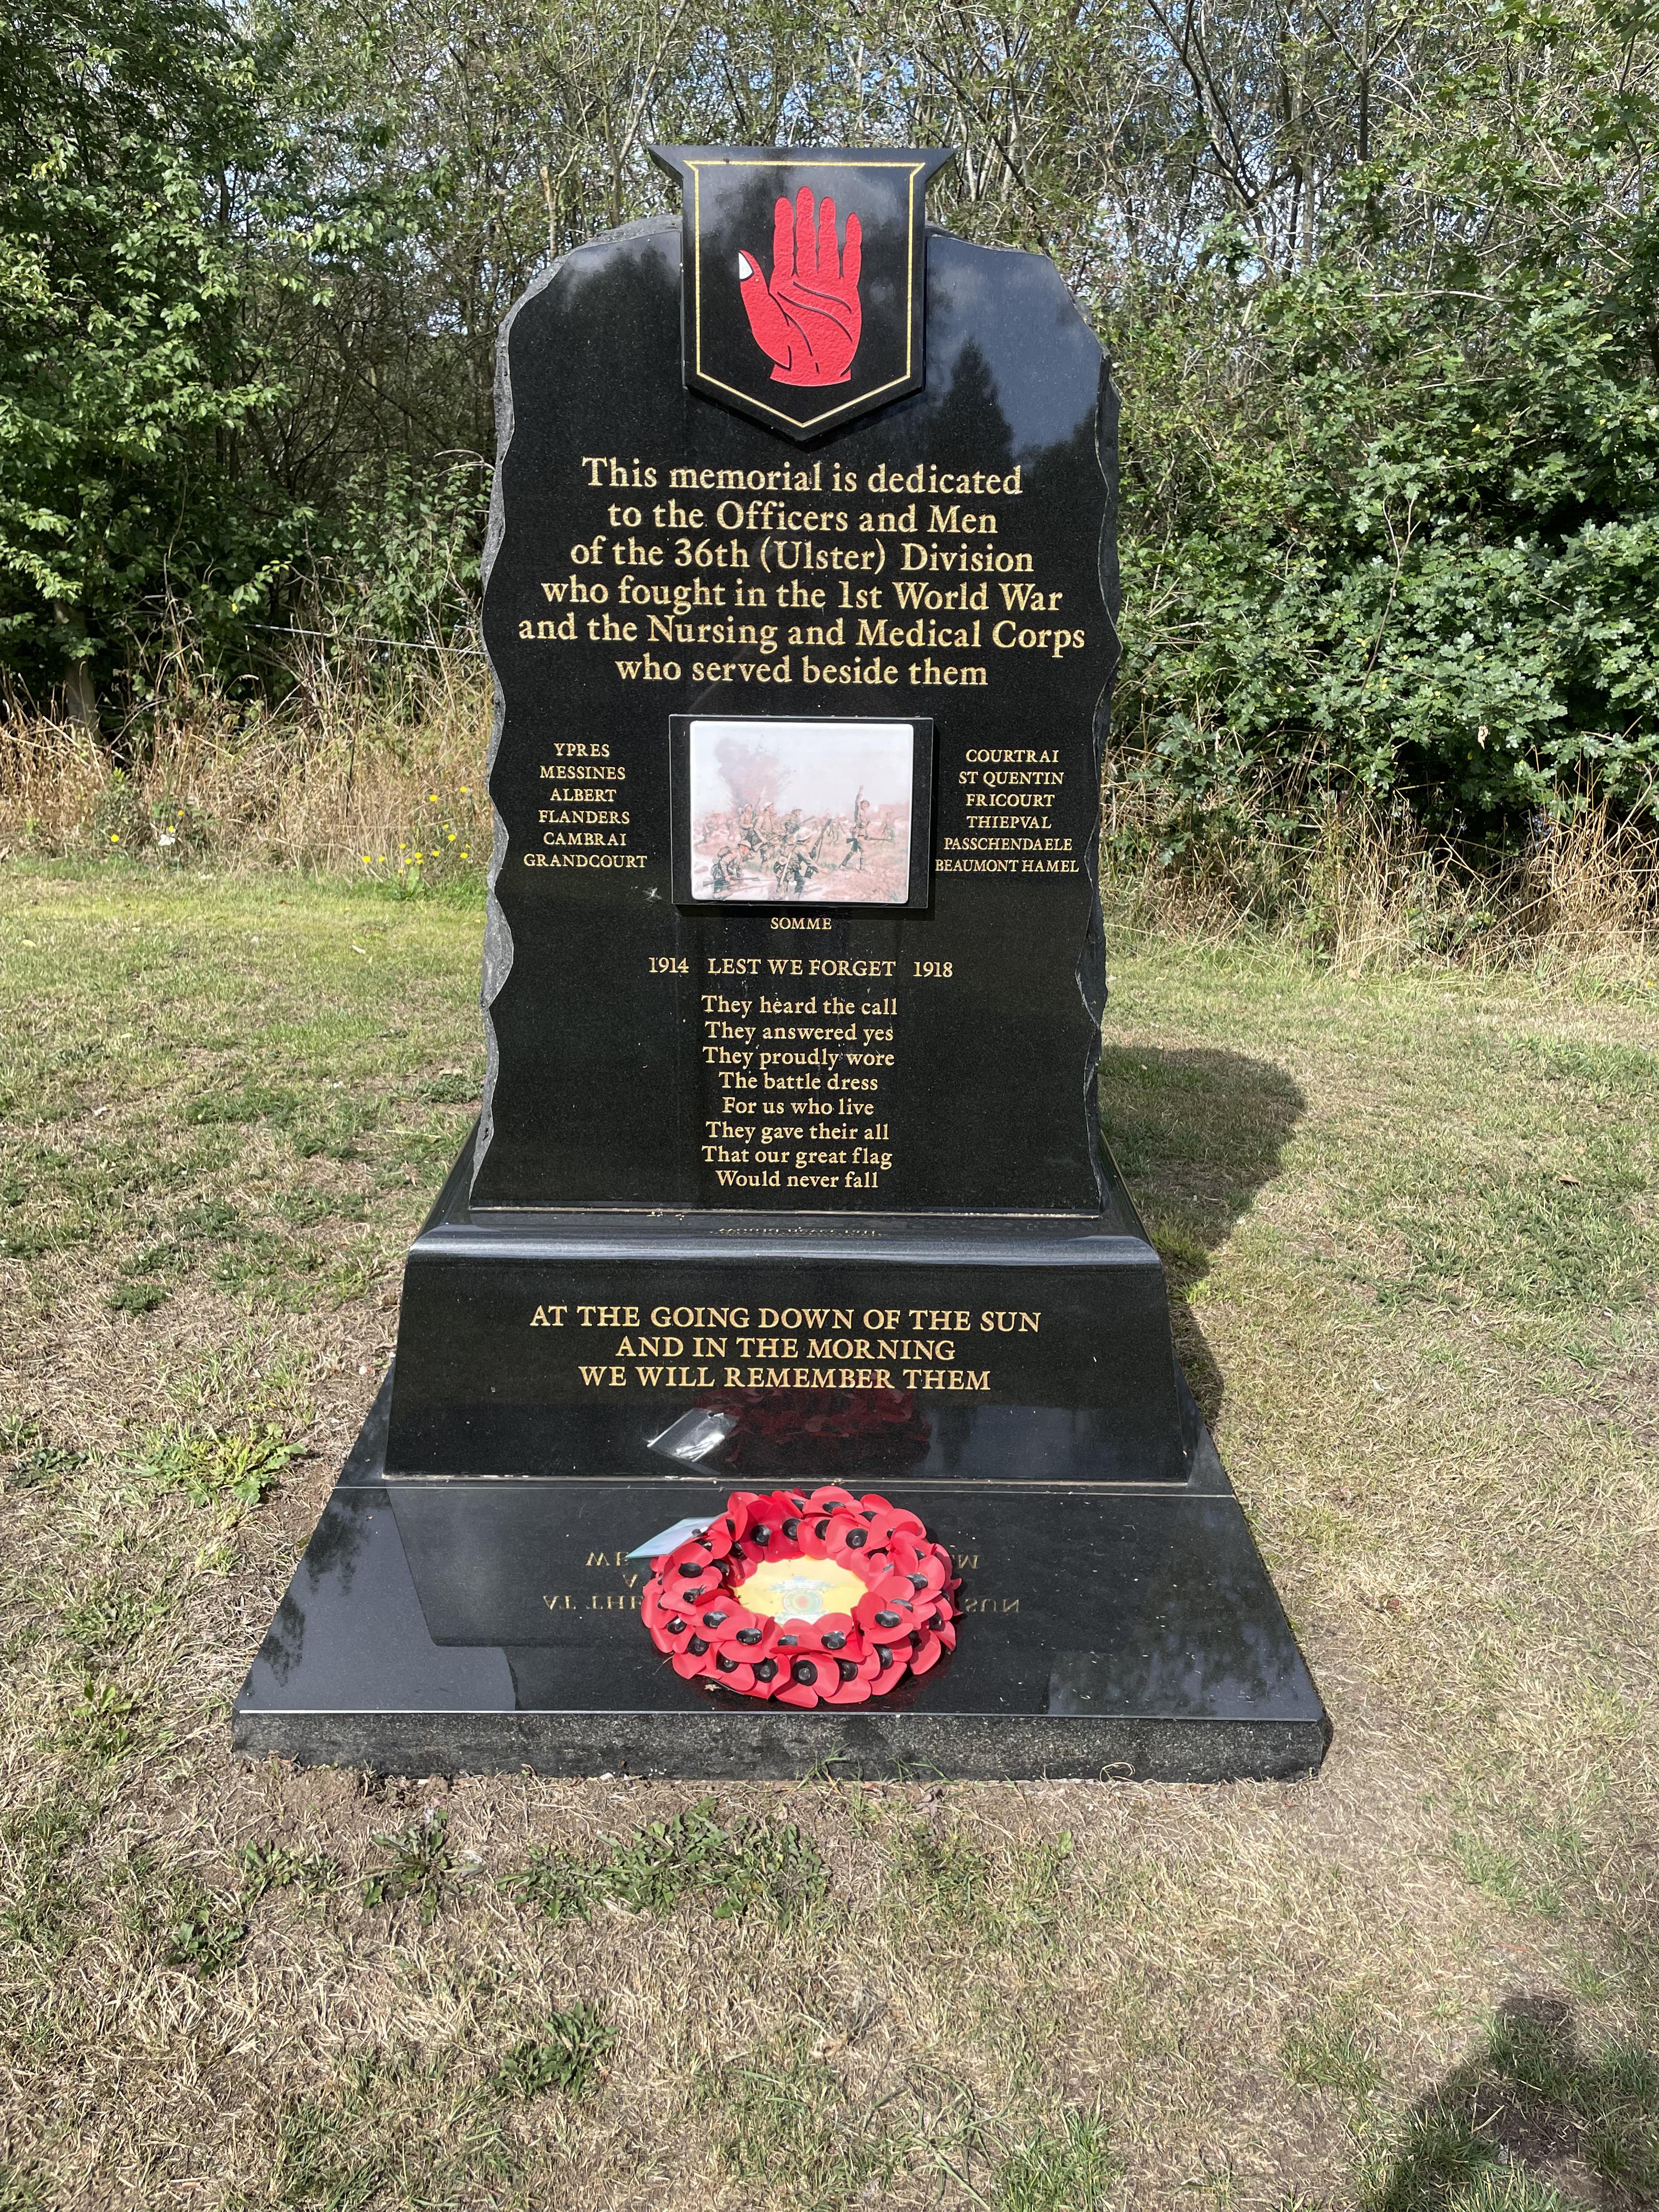 This memorial is dedicated
to the Officers and Men
of the 36th (Ulster) Division
who fought in the 1st World War
and the Nursing and Medical Corps
who served beside them
YPRES
MESSINES
ALBERT
FLANDERS
CAMBRAI
GRANDCOURT
COURTRAI
ST QUENTIN
FRICOURT
THIEPVAL
PASSCHENDAELE
BEAUMONT HAMEL
SOMME
1914 LEST WE FORGET 1918
They heard the call
They answered yes
They proudly wore
The battle dress
For us who live
They gave their all
That our great flag
Would never fall
AT THE GOING DOWN OF THE SUN
AND IN THE MORNING
WE WILL REMEMBER THEM